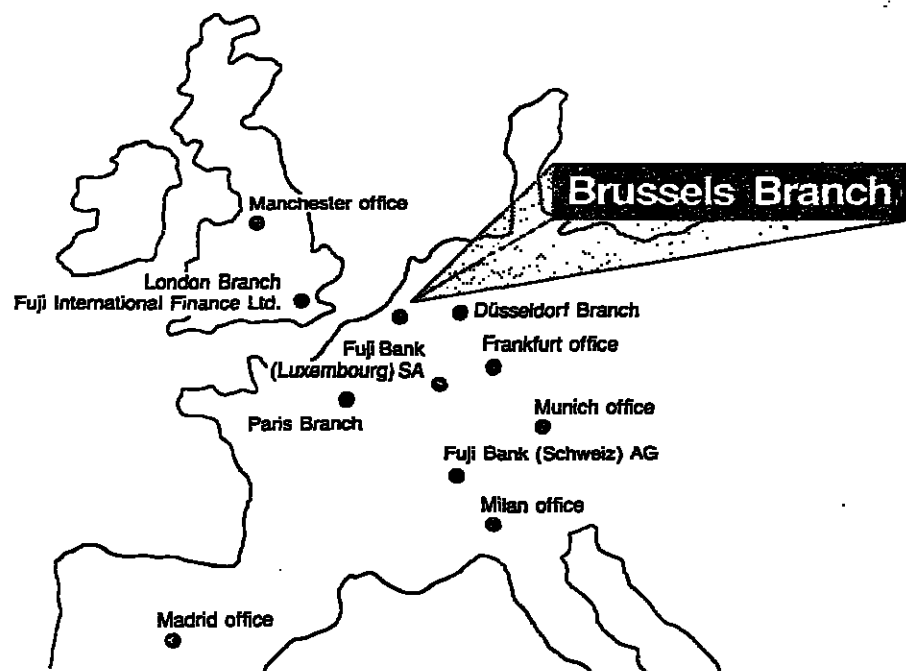 Brussels Branch
Manchester office
London Branch
Fuji International Finance Ltd.
Düsseldorf Branch
Fuji Bank
(Luxembourg) SA
Frankfurt office
Paris Branch
Munich office
Fuji Bank (Schweiz) AG
Milan office
Madrid office